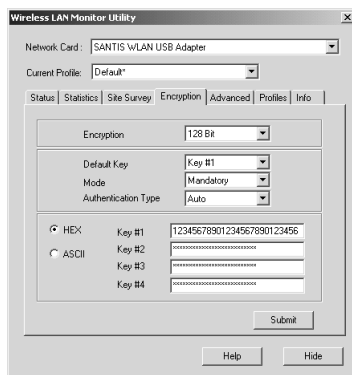 Wireless LAN Monitor Utility
Network Card : SANTIS WLAN USB Adapter
Current Profile: Default*
Status Statistics Site Survey Encryption Advanced Profiles Info
Encryption 128 Bit
Default Key Key #1
Mode Mandatory
Authentication Type Auto
HEX Key #1 12345678901234567890123456
ASCII Key #2 **************************
Key #3 **************************
Key #4 **************************
Submit
Help Hide